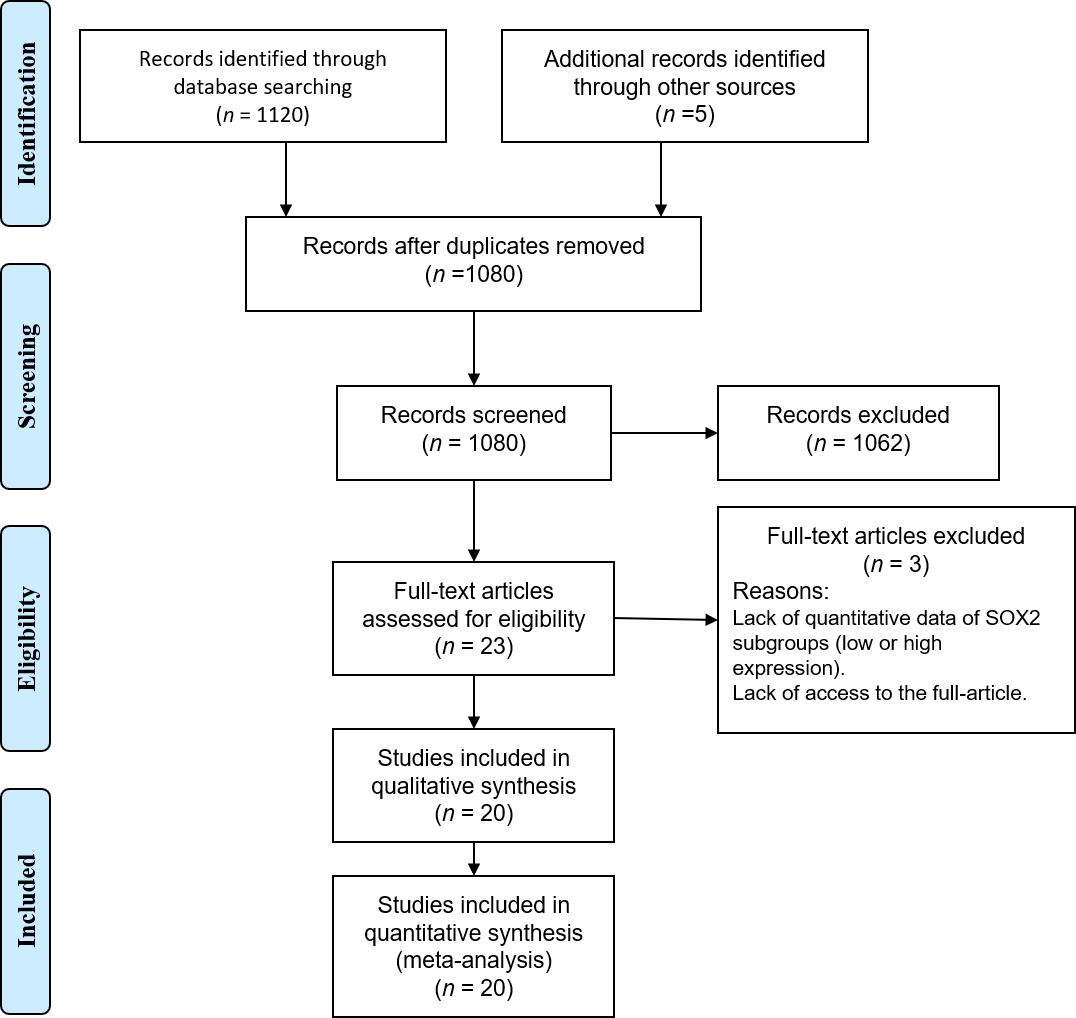 Identification
Records identified through
database searching
(n = 1120)
Additional records identified
through other sources
(n =5)
Records after duplicates removed
(n =1080)
Screening
Records screened
(n = 1080)
Records excluded
(n = 1062)
Eligibility
Full-text articles
assessed for eligibility
(n = 23)
Full-text articles excluded
(n = 3)
Reasons:
Lack of quantitative data of SOX2
subgroups (low or high
expression).
Lack of access to the full-article.
Studies included in
qualitative synthesis
(n = 20)
Included
Studies included in
quantitative synthesis
(meta-analysis)
(n = 20)